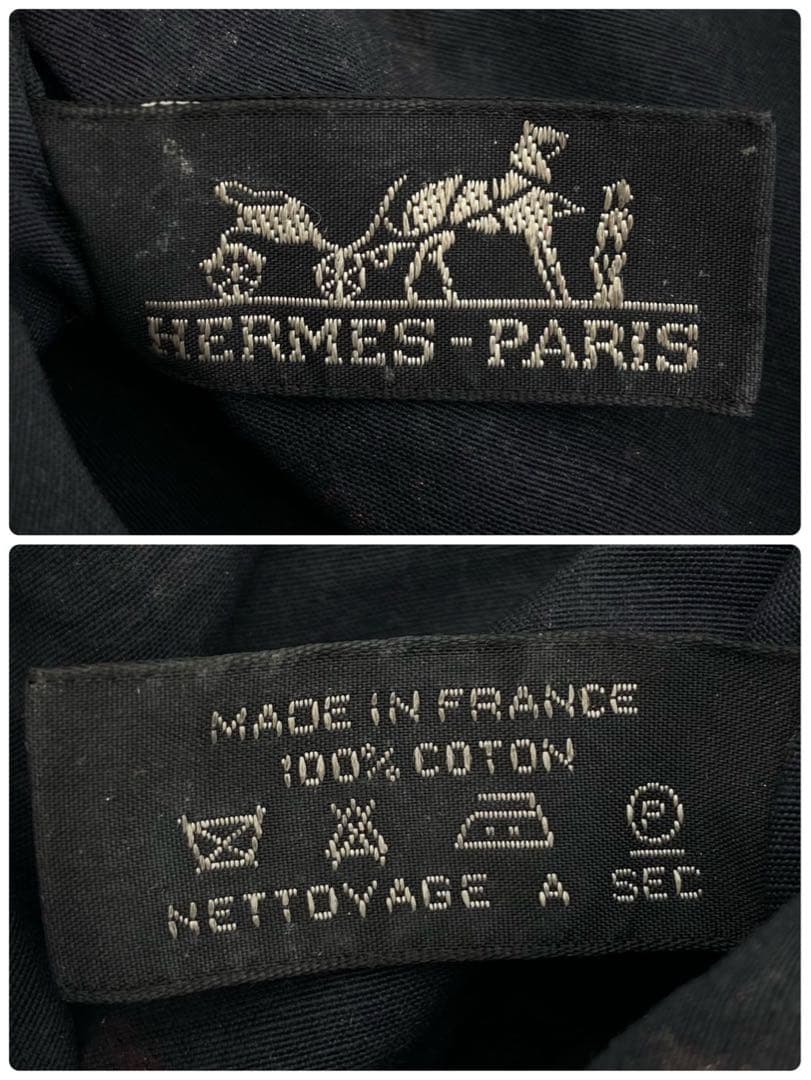 HERMES-PARIS
MADE IN FRANCE
100% COTON
P
NETTOYAGE A SEC